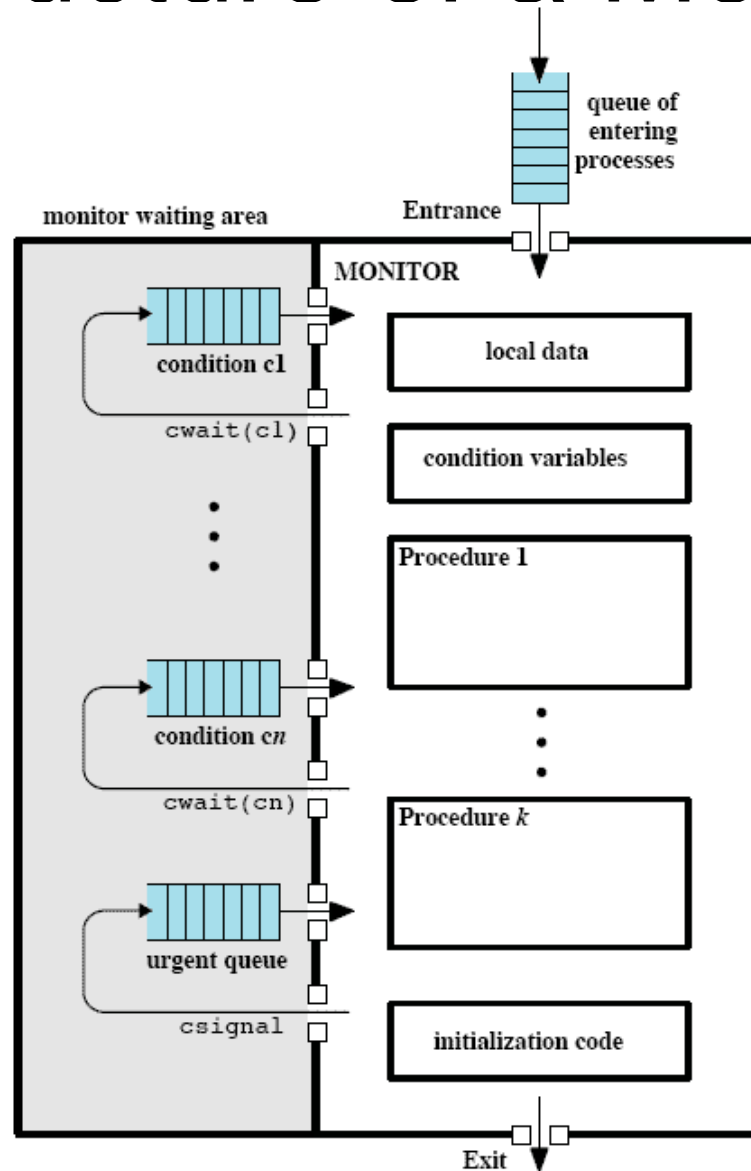 queue of
entering
processes
Entrance
monitor waiting area
MONITOR
condition c1
cwait(c1)
local data
condition variables
Procedure 1
condition cn
cwait(cn)
Procedure k
urgent queue
csignal
initialization code
Exit